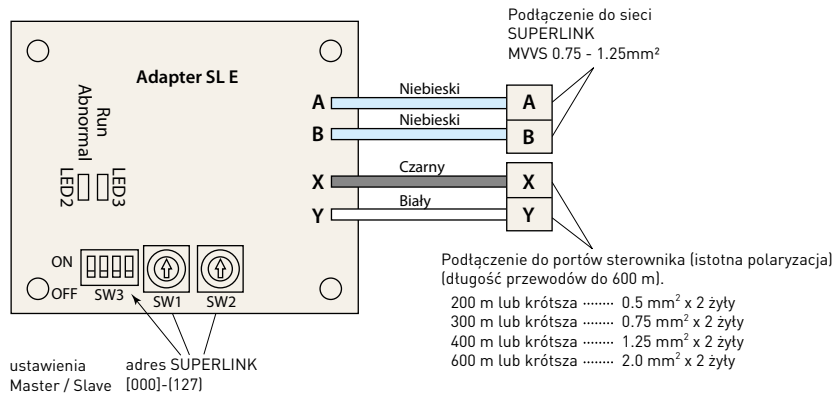 Podłączenie do sieci
SUPERLINK
MVVS 0.75 - 1.25mm²
Adapter SL E
Run
Abnormal
LED2
LED3
A
Niebieski
A
B
Niebieski
B
X
Czarny
X
Y
Biały
Y
ON
OFF
SW3
SW1
SW2
Podłączenie do portów sterownika (istotna polaryzacja)
(długość przewodów do 600 m).
200 m lub krótsza ........ 0.5 mm² x 2 żyły
300 m lub krótsza ........ 0.75 mm² x 2 żyły
400 m lub krótsza ........ 1.25 mm² x 2 żyły
600 m lub krótsza ........ 2.0 mm² x 2 żyły
ustawienia
Master / Slave
adres SUPERLINK
[000]-(127)